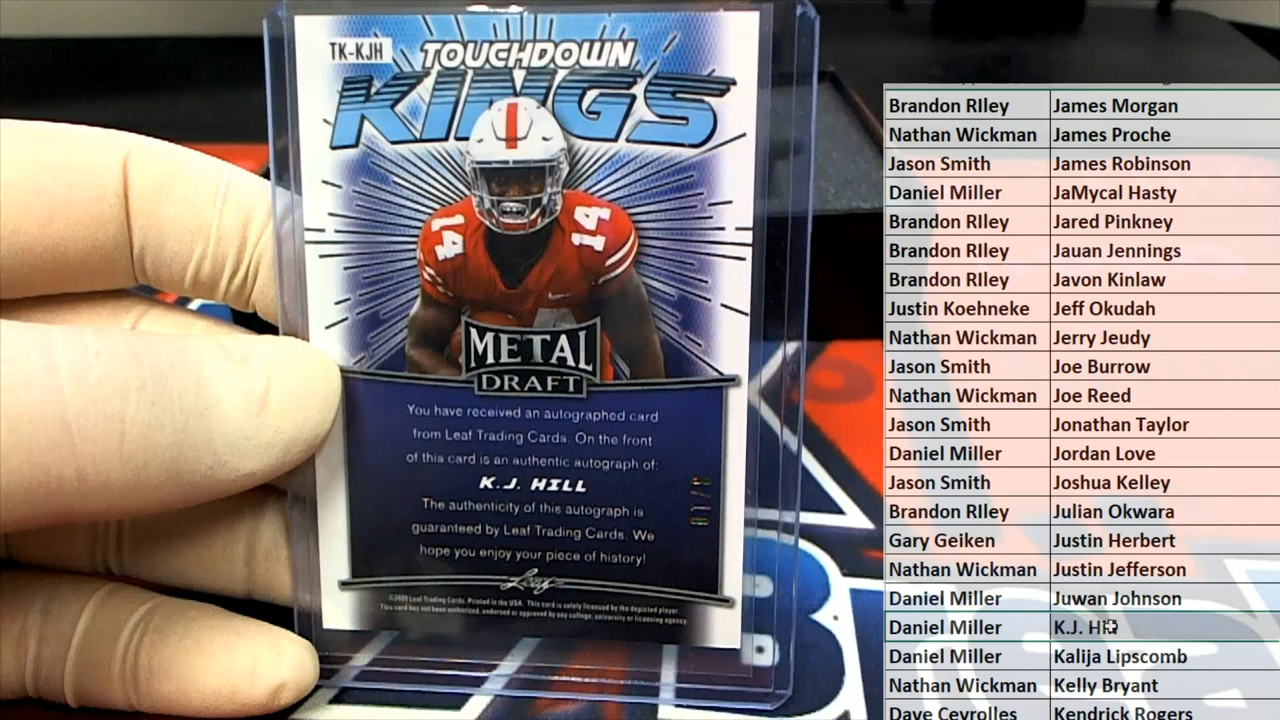 TK-KJH
TOUCHDOWN
KINGS
14 14
METAL
DRAFT
You have received an autographed card
from Leaf Trading Cards. On the front
of this card is an authentic autograph of:
K.J. HILL
The authenticity of this autograph is
guaranteed by Leaf Trading Cards. We
hope you enjoy your piece of history!
Leaf
©2020 Leaf Trading Cards. Printed in the USA. This card is solely licensed by the depicted player.
This card has not been authorized, endorsed or approved by any college, university or licensing agency.
Brandon RIley James Morgan
Nathan Wickman James Proche
Jason Smith James Robinson
Daniel Miller JaMycal Hasty
Brandon RIley Jared Pinkney
Brandon RIley Jauan Jennings
Brandon RIley Javon Kinlaw
Justin Koehneke Jeff Okudah
Nathan Wickman Jerry Jeudy
Jason Smith Joe Burrow
Nathan Wickman Joe Reed
Jason Smith Jonathan Taylor
Daniel Miller Jordan Love
Jason Smith Joshua Kelley
Brandon RIley Julian Okwara
Gary Geiken Justin Herbert
Nathan Wickman Justin Jefferson
Daniel Miller Juwan Johnson
Daniel Miller K.J. Hill
Daniel Miller Kalija Lipscomb
Nathan Wickman Kelly Bryant
Dave Ceyrolles Kendrick Rogers